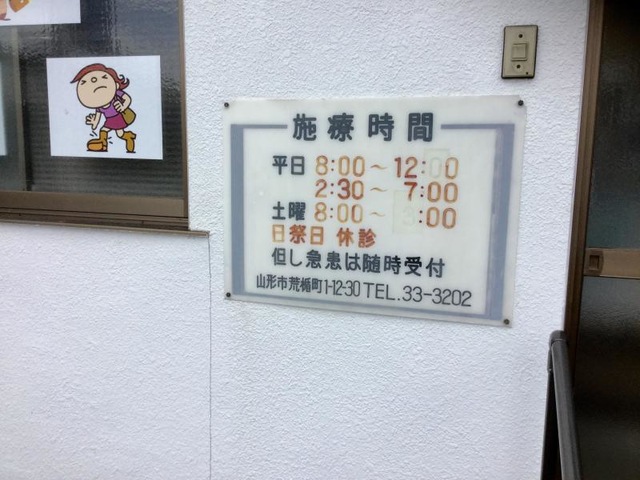 施療時間
平日 8:00〜12:00
2:30〜7:00
土曜 8:00〜3:00
日祭日 休診
但し急患は随時受付
山形市荒楯町1-12-30 TEL.33-3202